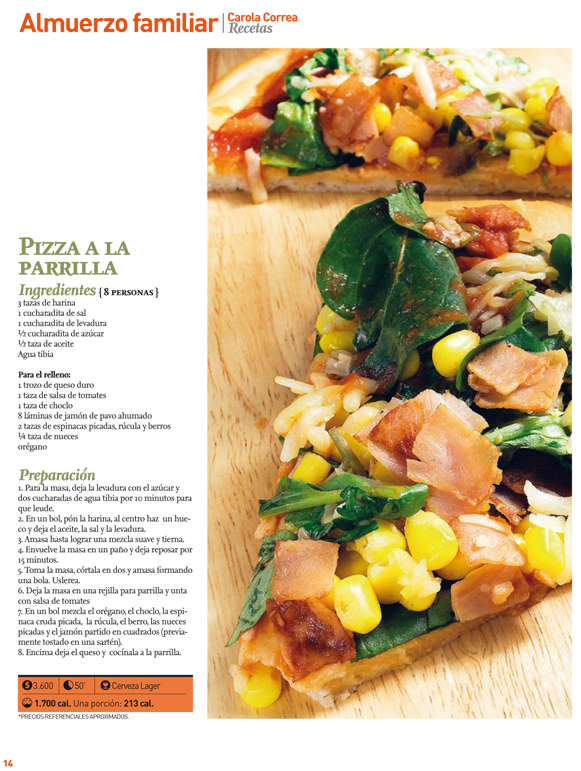 Almuerzo familiar | Carola Correa
Recetas
PIZZA A LA
PARRILLA
Ingredientes { 8 PERSONAS }
3 tazas de harina
1 cucharadita de sal
1 cucharadita de levadura
½ cucharadita de azúcar
½ taza de aceite
Agua tibia
Para el relleno:
1 trozo de queso duro
1 taza de salsa de tomates
1 taza de choclo
8 láminas de jamón de pavo ahumado
2 tazas de espinacas picadas, rúcula y berros
¼ taza de nueces
orégano
Preparación
1. Para la masa, deja la levadura con el azúcar y
dos cucharadas de agua tibia por 10 minutos para
que leude.
2. En un bol, pón la harina, al centro haz un hue-
co y deja el aceite, la sal y la levadura.
3. Amasa hasta lograr una mezcla suave y tierna.
4. Envuelve la masa en un paño y deja reposar por
15 minutos.
5. Toma la masa, córtala en dos y amasa formando
una bola. Uslerea.
6. Deja la masa en una rejilla para parrilla y unta
con salsa de tomates
7. En un bol mezcla el orégano, el choclo, la espi-
naca cruda picada, la rúcula, el berro, las nueces
picadas y el jamón partido en cuadrados (previa-
mente tostado en una sartén).
8. Encima deja el queso y cocínala a la parrilla.
$ 3.600 | 50' | Cerveza Lager
1.700 cal. Una porción: 213 cal.
*PRECIOS REFERENCIALES APROXIMADOS.
14